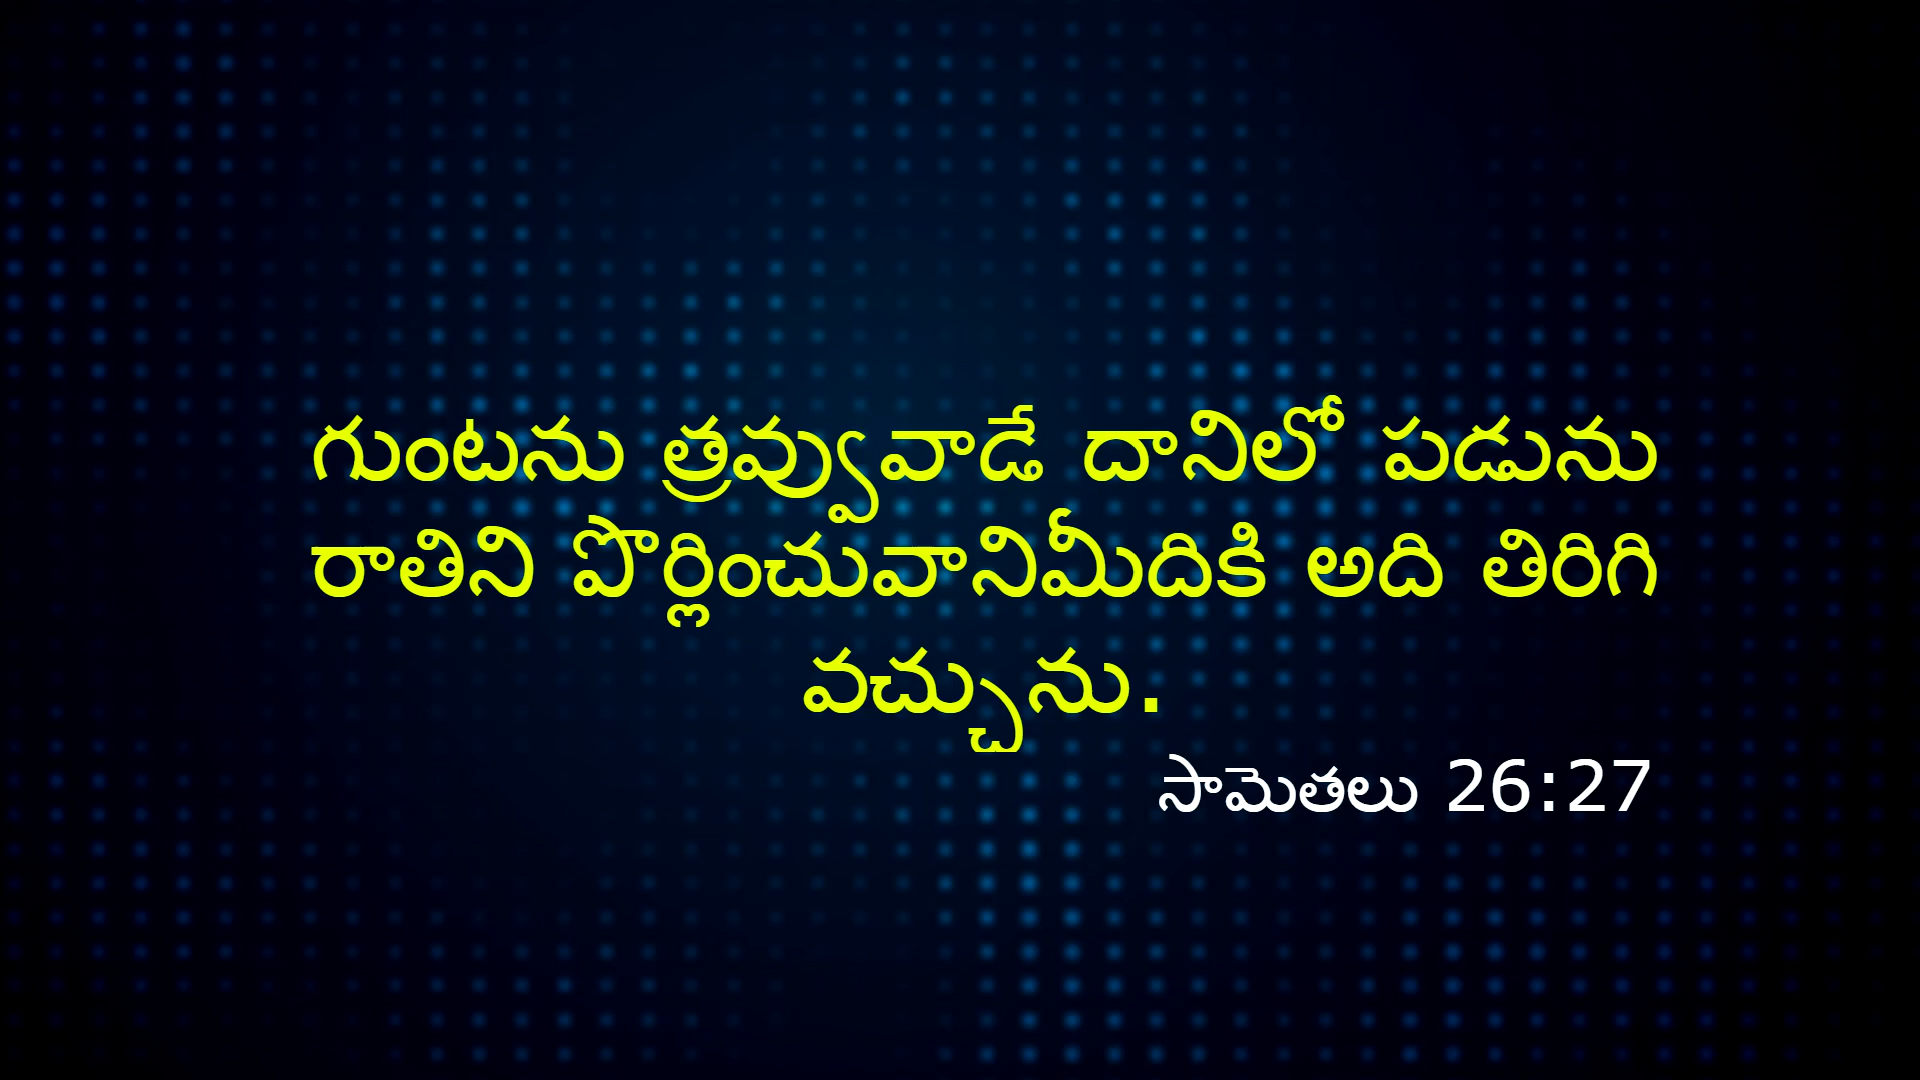 గుంటను త్రవ్వువాడే దానిలో పడును
రాతిని పొర్లించువానిమీదికి అది తిరిగి
వచ్చును.
సామెతలు 26:27